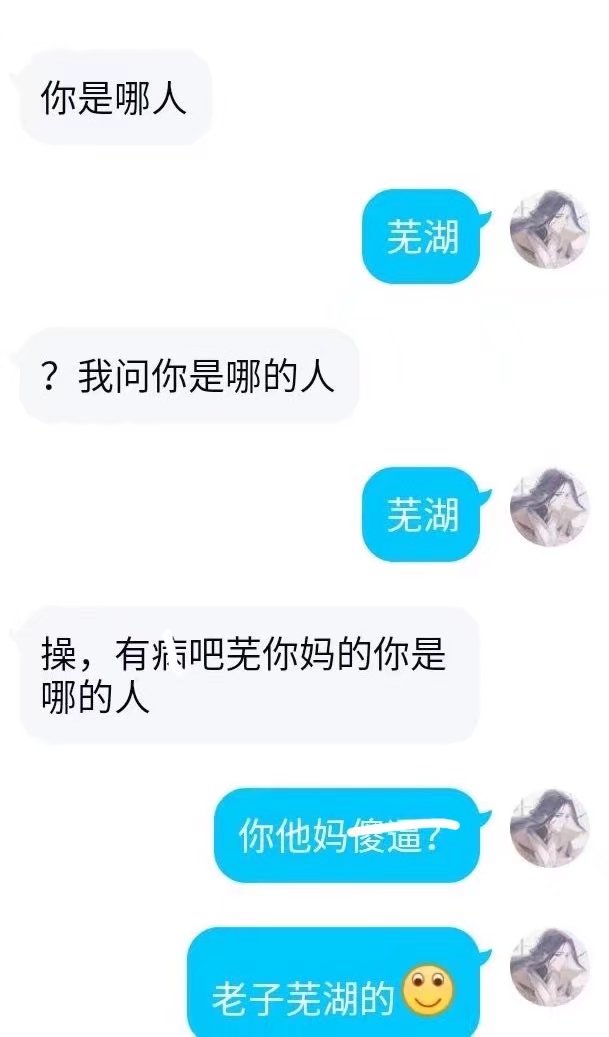 你是哪人
芜湖
？我问你是哪的人
芜湖
操，有病吧芜你妈的你是
哪的人
你他妈傻逼？
老子芜湖的